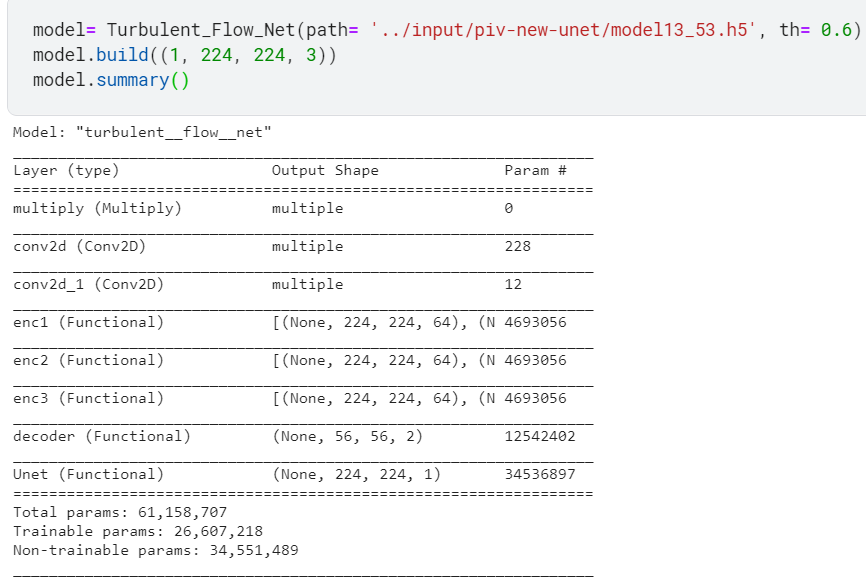 model= Turbulent_Flow_Net(path= '../input/piv-new-unet/model13_53.h5', th= 0.6)
model.build((1, 224, 224, 3))
model.summary()
Model: "turbulent__flow__net"
_________________________________________________________________
Layer (type)                 Output Shape              Param #
=================================================================
multiply (Multiply)          multiple                  0
_________________________________________________________________
conv2d (Conv2D)              multiple                  228
_________________________________________________________________
conv2d_1 (Conv2D)            multiple                  12
_________________________________________________________________
enc1 (Functional)            [(None, 224, 224, 64), (N 4693056
_________________________________________________________________
enc2 (Functional)            [(None, 224, 224, 64), (N 4693056
_________________________________________________________________
enc3 (Functional)            [(None, 224, 224, 64), (N 4693056
_________________________________________________________________
decoder (Functional)         (None, 56, 56, 2)         12542402
_________________________________________________________________
Unet (Functional)            (None, 224, 224, 1)       34536897
=================================================================
Total params: 61,158,707
Trainable params: 26,607,218
Non-trainable params: 34,551,489
_________________________________________________________________